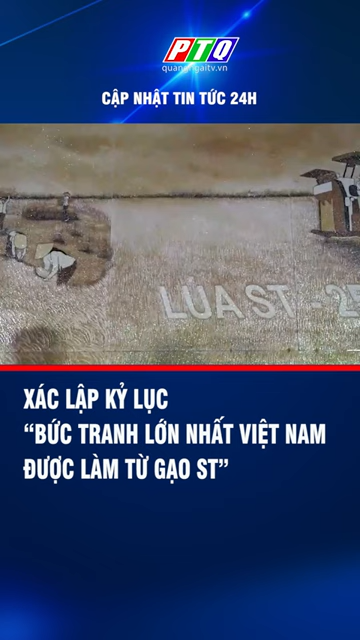 PTQ
quangngaitv.vn
CẬP NHẬT TIN TỨC 24H
LÚA ST - 25
XÁC LẬP KỶ LỤC
“BỨC TRANH LỚN NHẤT VIỆT NAM
ĐƯỢC LÀM TỪ GẠO ST”